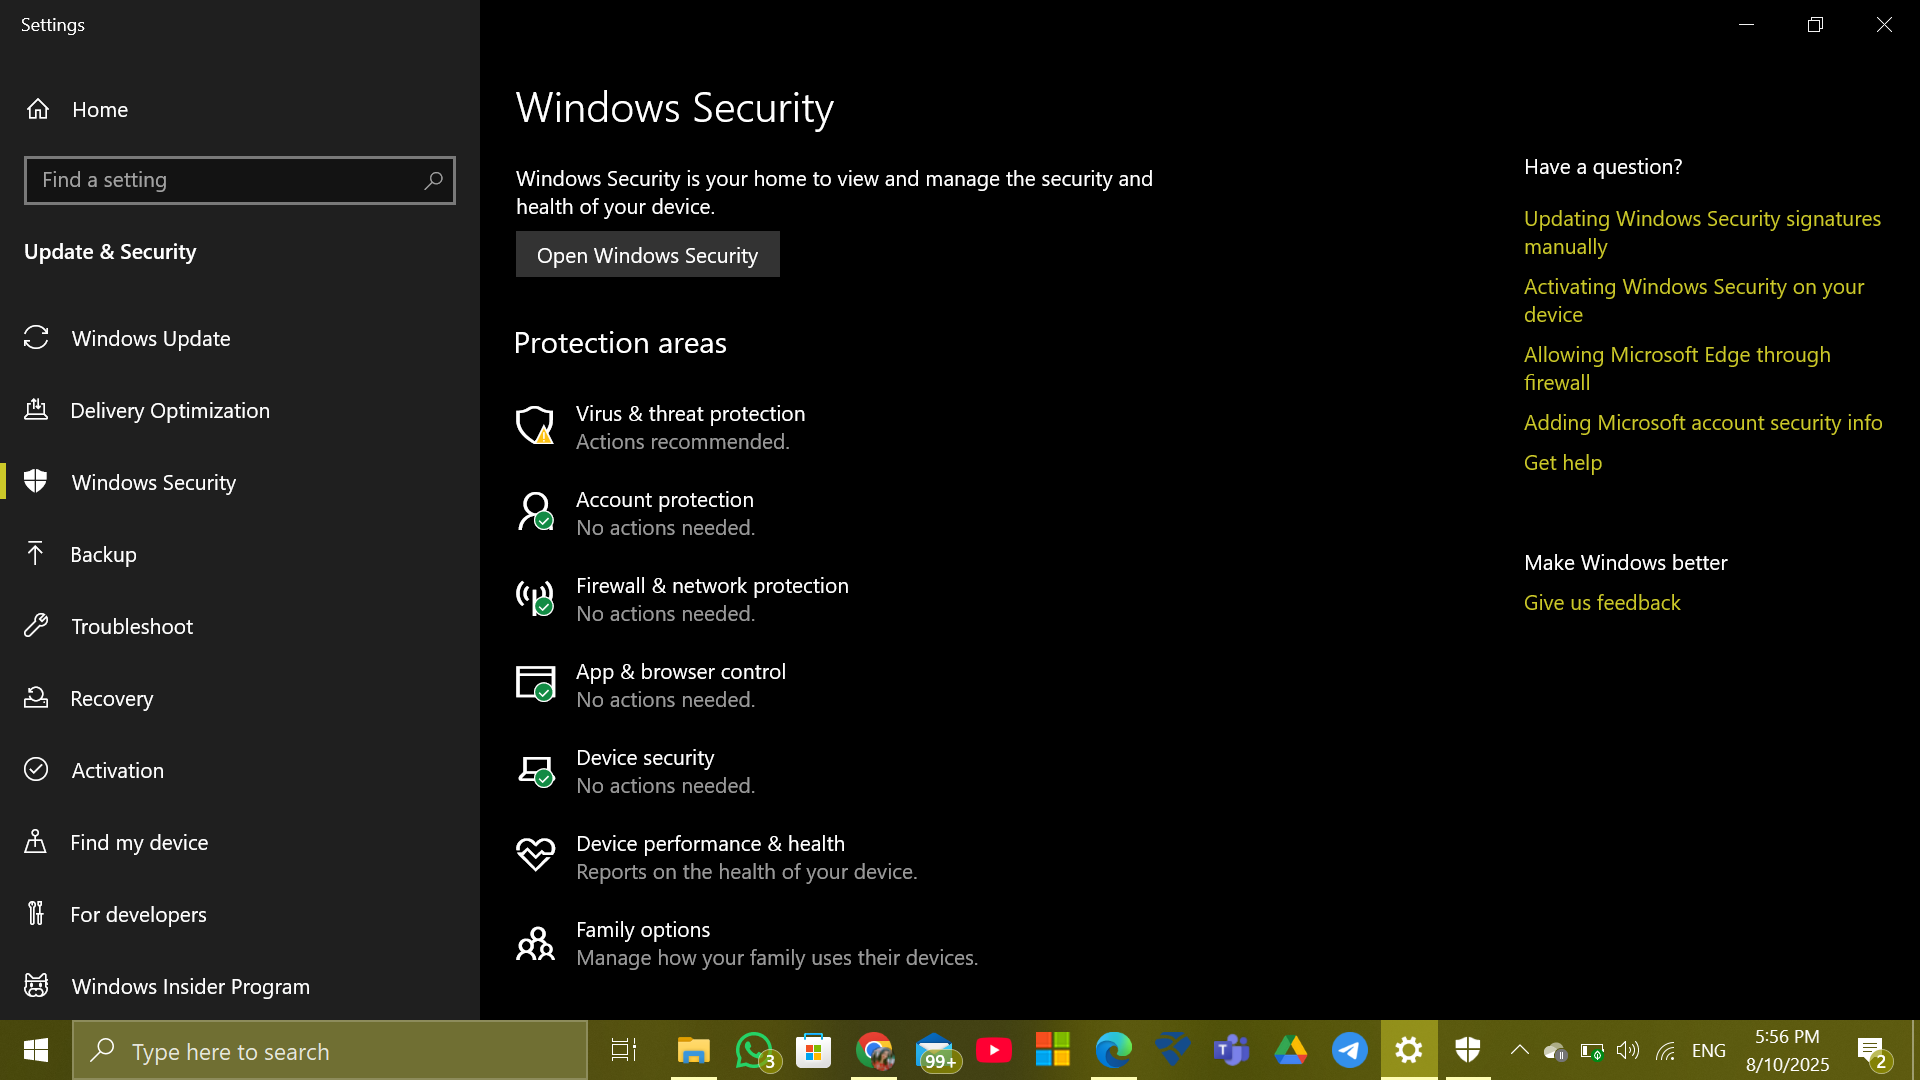 Settings
Home
Find a setting
Update & Security
Windows Update
Delivery Optimization
Windows Security
Backup
Troubleshoot
Recovery
Activation
Find my device
For developers
Windows Insider Program
Windows Security
Windows Security is your home to view and manage the security and
health of your device.
Open Windows Security
Protection areas
Virus & threat protection
Actions recommended.
Account protection
No actions needed.
Firewall & network protection
No actions needed.
App & browser control
No actions needed.
Device security
No actions needed.
Device performance & health
Reports on the health of your device.
Family options
Manage how your family uses their devices.
Have a question?
Updating Windows Security signatures
manually
Activating Windows Security on your
device
Allowing Microsoft Edge through
firewall
Adding Microsoft account security info
Get help
Make Windows better
Give us feedback
Type here to search
3
99+
T
ENG
5:56 PM
8/10/2025
2